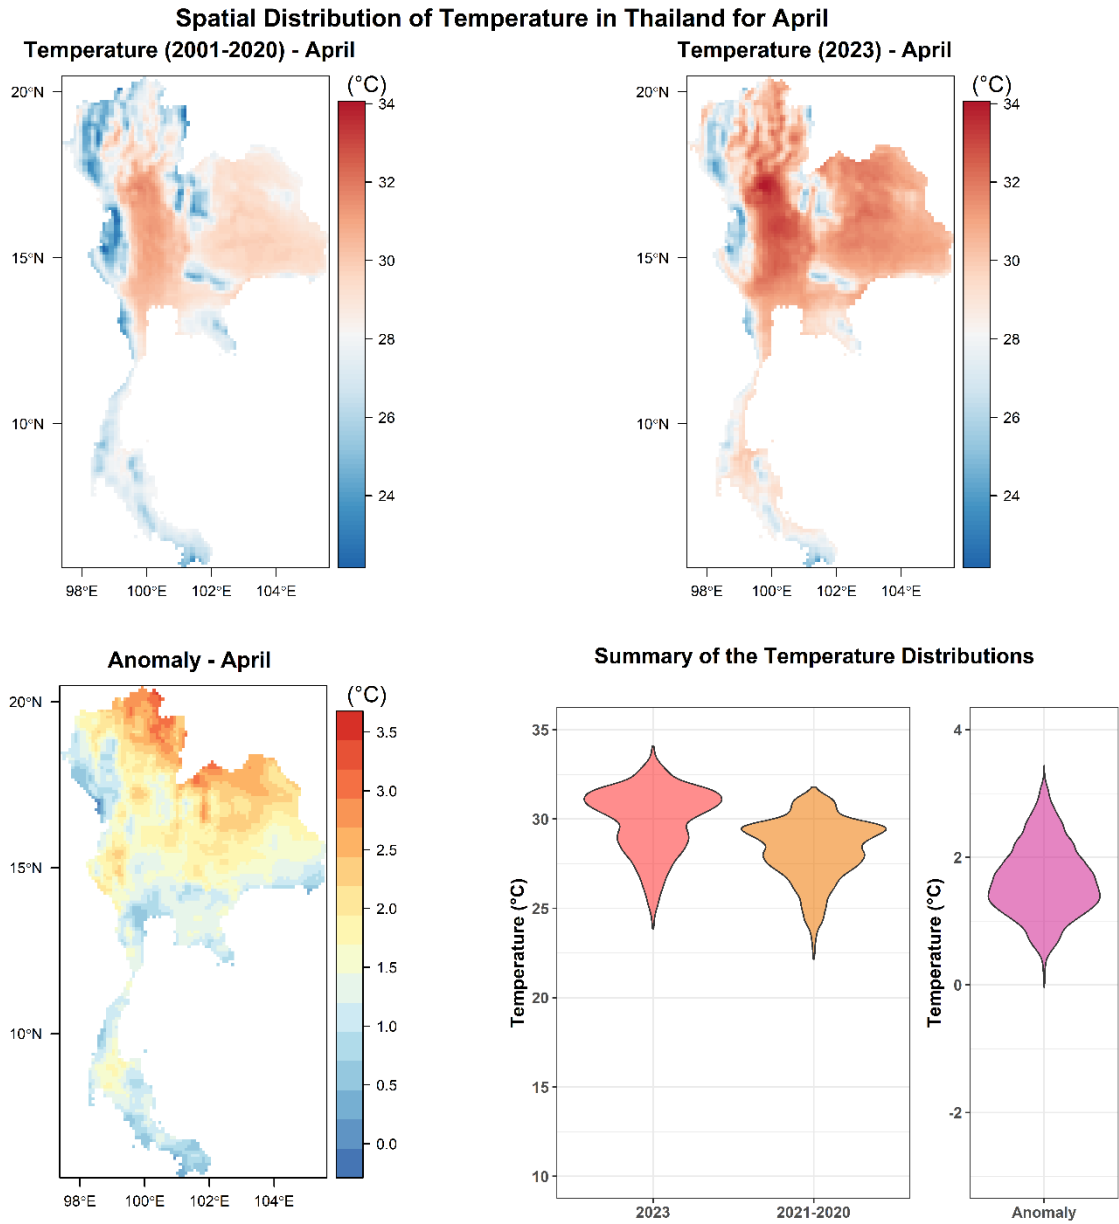 Spatial Distribution of Temperature in Thailand for April
Temperature (2001-2020) - April
(°C)
20°N
15°N
10°N
98°E 100°E 102°E 104°E
34
32
30
28
26
24
Temperature (2023) - April
(°C)
20°N
15°N
10°N
98°E 100°E 102°E 104°E
34
32
30
28
26
24
Anomaly - April
(°C)
20°N
15°N
10°N
98°E 100°E 102°E 104°E
3.5
3.0
2.5
2.0
1.5
1.0
0.5
0.0
Summary of the Temperature Distributions
Temperature (°C)
35
30
25
20
15
10
2023 2021-2020
Temperature (°C)
4
2
0
-2
Anomaly